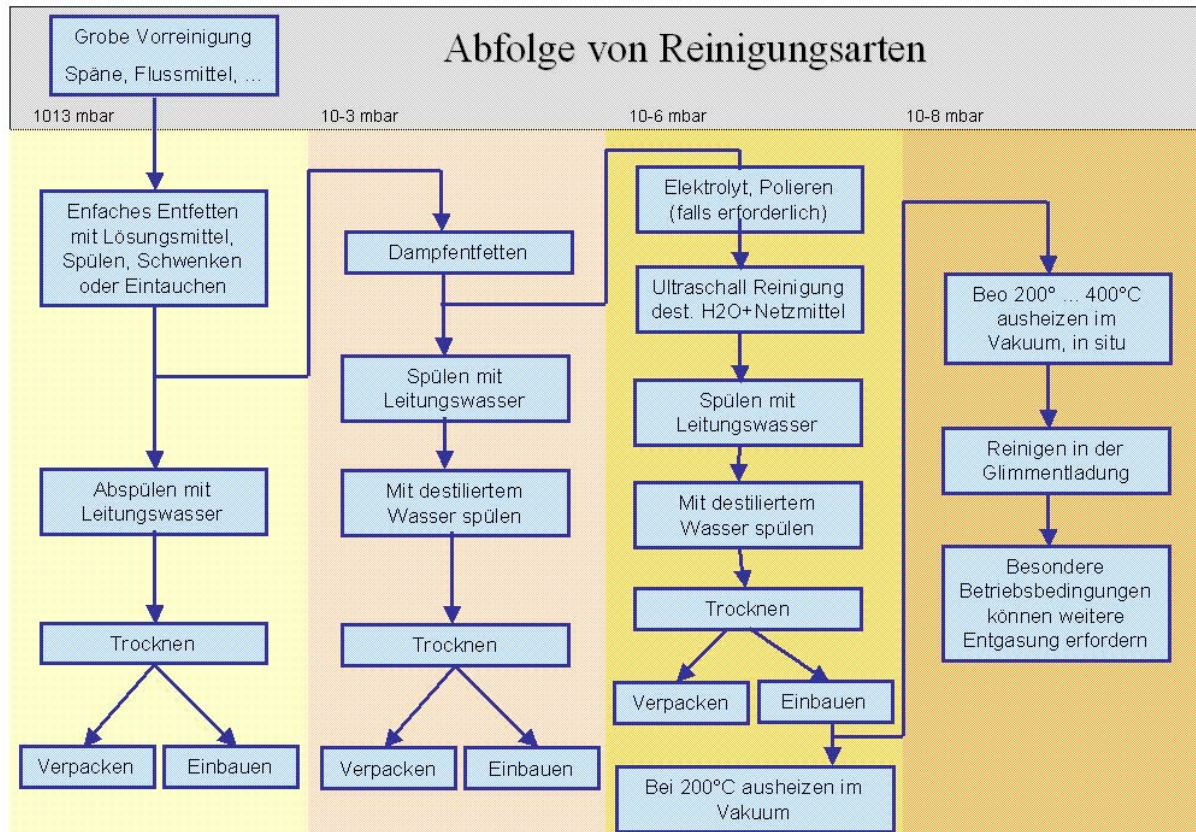 Grobe Vorreinigung
Späne, Flussmittel, ...
Abfolge von Reinigungsarten
1013 mbar
10-3 mbar
10-6 mbar
10-8 mbar
Enfaches Entfetten
mit Lösungsmittel,
Spülen, Schwenken
oder Eintauchen
Abspülen mit
Leitungswasser
Trocknen
Verpacken
Einbauen
Dampfentfetten
Spülen mit
Leitungswasser
Mit destiliertem
Wasser spülen
Trocknen
Verpacken
Einbauen
Elektrolyt, Polieren
(falls erforderlich)
Ultraschall Reinigung
dest. H2O+Netzmittel
Spülen mit
Leitungswasser
Mit destiliertem
Wasser spülen
Trocknen
Verpacken
Einbauen
Bei 200°C ausheizen im
Vakuum
Beo 200° ... 400°C
ausheizen im
Vakuum, in situ
Reinigen in der
Glimmentladung
Besondere
Betriebsbedingungen
können weitere
Entgasung erfordern